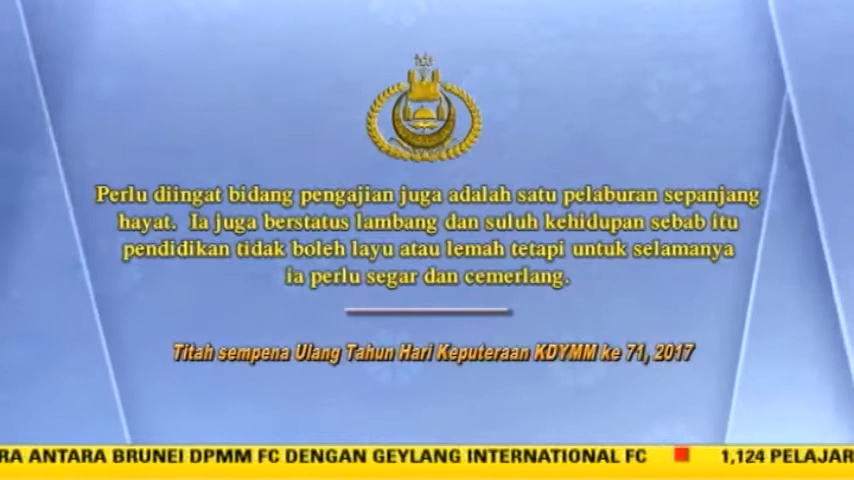 Perlu diingat bidang pengajian juga adalah satu pelaburan sepanjang
hayat. Ia juga berstatus lambang dan suluh kehidupan sebab itu
pendidikan tidak boleh layu atau lemah tetapi untuk selamanya
ia perlu segar dan cemerlang.
Titah sempena Ulang Tahun Hari Keputeraan KDYMM ke 71, 2017
RA ANTARA BRUNEI DPMM FC DENGAN GEYLANG INTERNATIONAL FC 1,124 PELAJAR